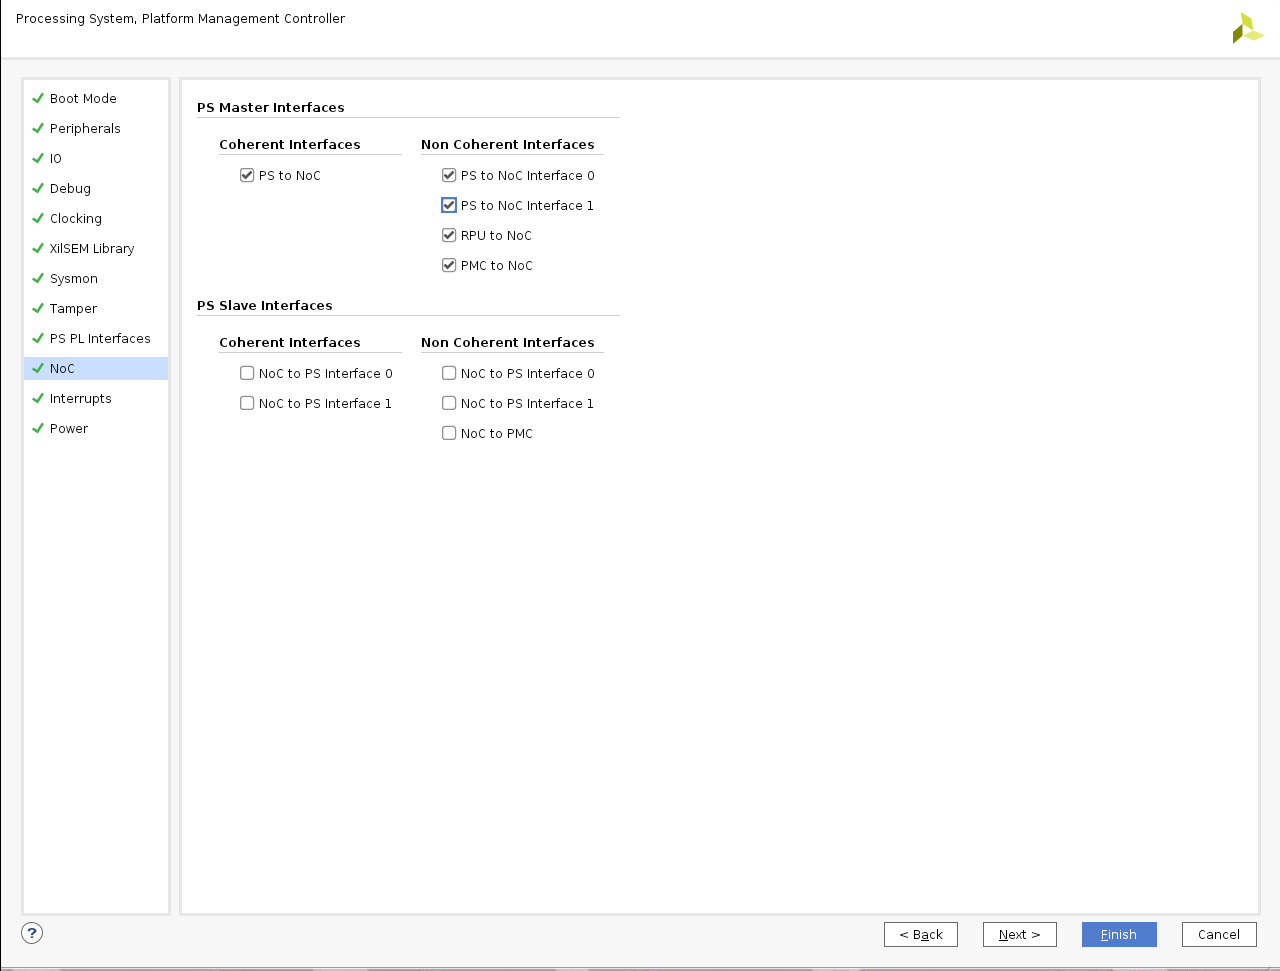 Processing System, Platform Management Controller
Boot Mode
Peripherals
IO
Debug
Clocking
XilSEM Library
Sysmon
Tamper
PS PL Interfaces
NoC
Interrupts
Power
PS Master Interfaces
Coherent Interfaces
PS to NoC
Non Coherent Interfaces
PS to NoC Interface 0
PS to NoC Interface 1
RPU to NoC
PMC to NoC
PS Slave Interfaces
Coherent Interfaces
NoC to PS Interface 0
NoC to PS Interface 1
Non Coherent Interfaces
NoC to PS Interface 0
NoC to PS Interface 1
NoC to PMC
?
< Back
Next >
Finish
Cancel